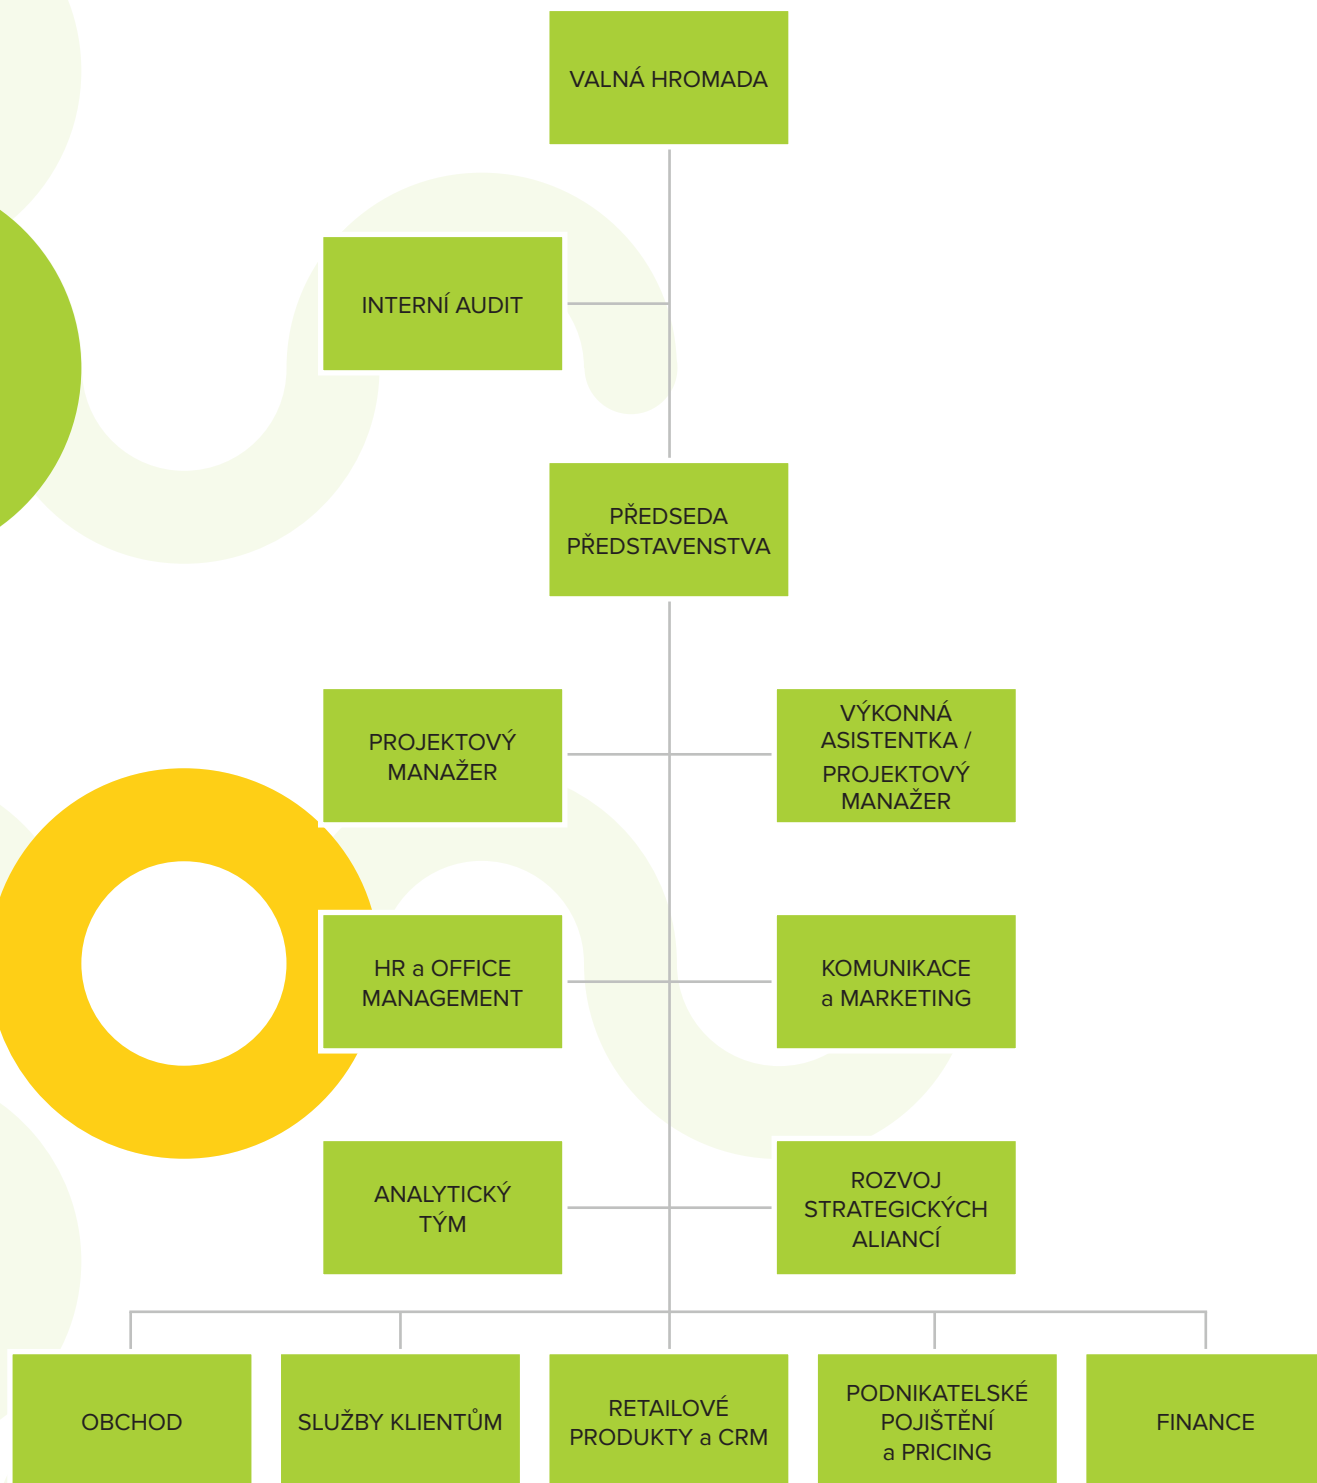 VALNÁ HROMADA
INTERNÍ AUDIT
PŘEDSEDA
PŘEDSTAVENSTVA
PROJEKTOVÝ
MANAŽER
VÝKONNÁ
ASISTENTKA /
PROJEKTOVÝ
MANAŽER
HR a OFFICE
MANAGEMENT
KOMUNIKACE
a MARKETING
ANALYTICKÝ
TÝM
ROZVOJ
STRATEGICKÝCH
ALIANCÍ
OBCHOD
SLUŽBY KLIENTŮM
RETAILOVÉ
PRODUKTY a CRM
PODNIKATELSKÉ
POJIŠTĚNÍ
a PRICING
FINANCE